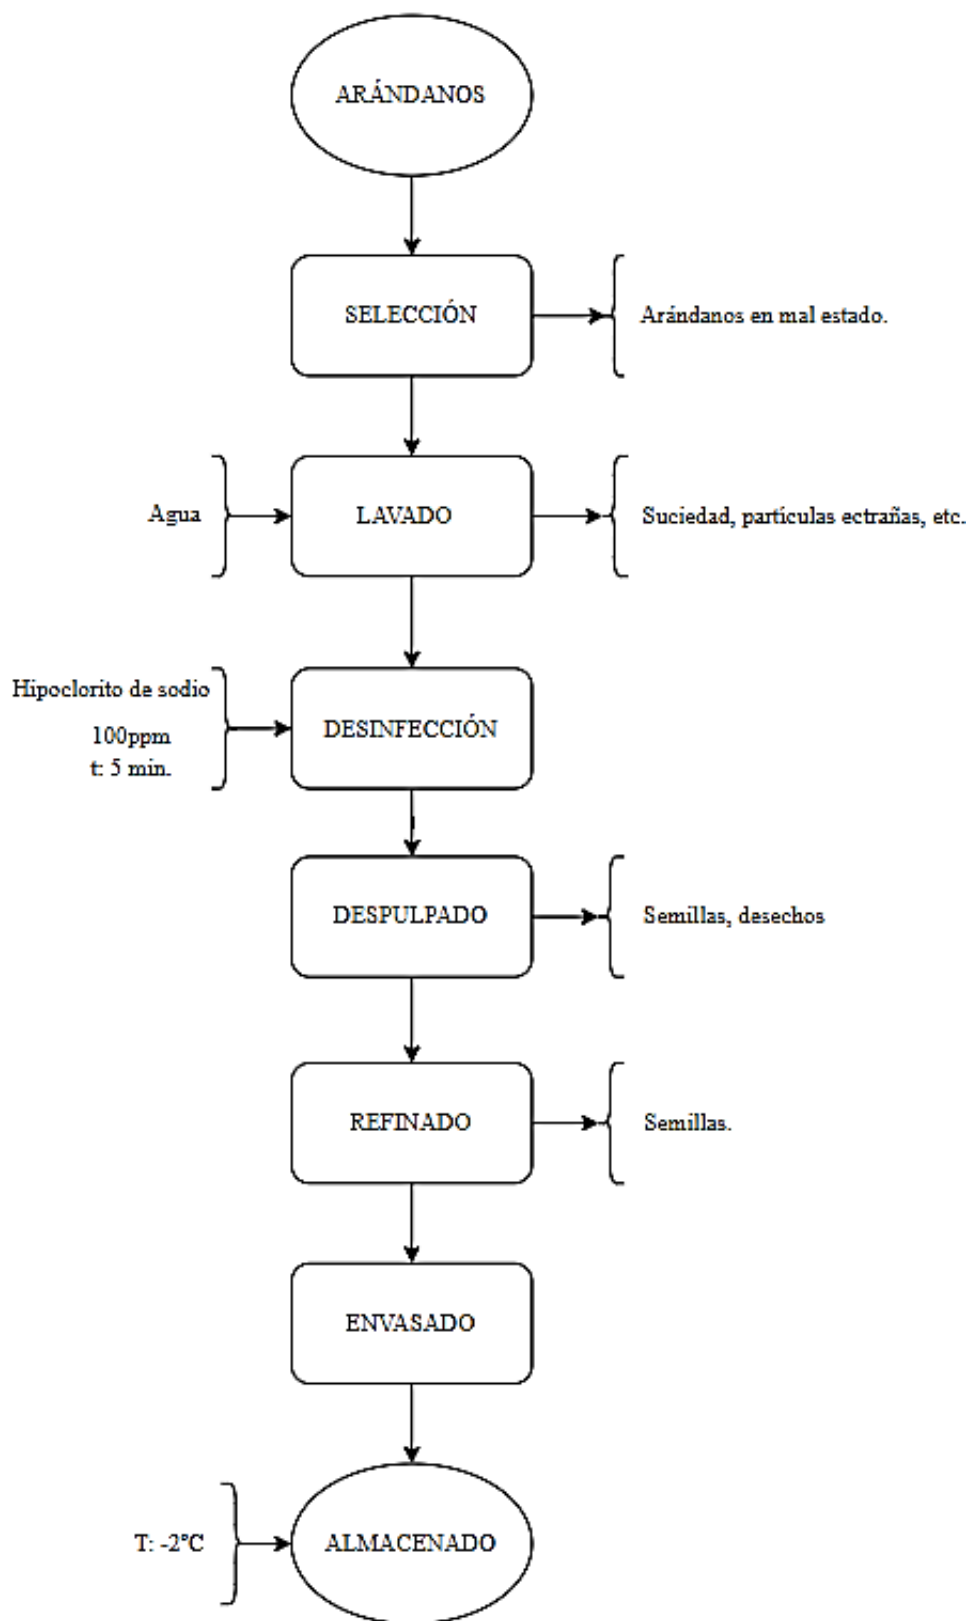 ARÁNDANOS
SELECCIÓN
Arándanos en mal estado.
Agua
LAVADO
Suciedad, partículas ectrañas, etc.
Hipoclorito de sodio
100ppm
t: 5 min.
DESINFECCIÓN
DESPULPADO
Semillas, desechos
REFINADO
Semillas.
ENVASADO
T: -2°C
ALMACENADO